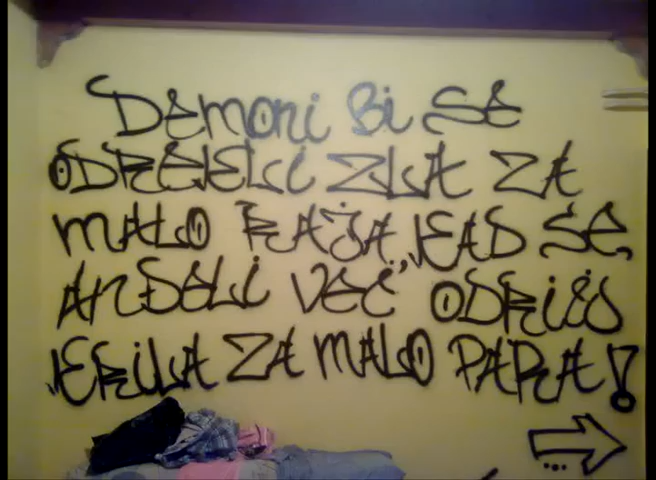 DEMONI BI SE
ODREKLI ZLA ZA
MALO RAJA, KAD SE,
ANĐELI VEĆ ODRIČU
KRILA ZA MALO PARA!
...